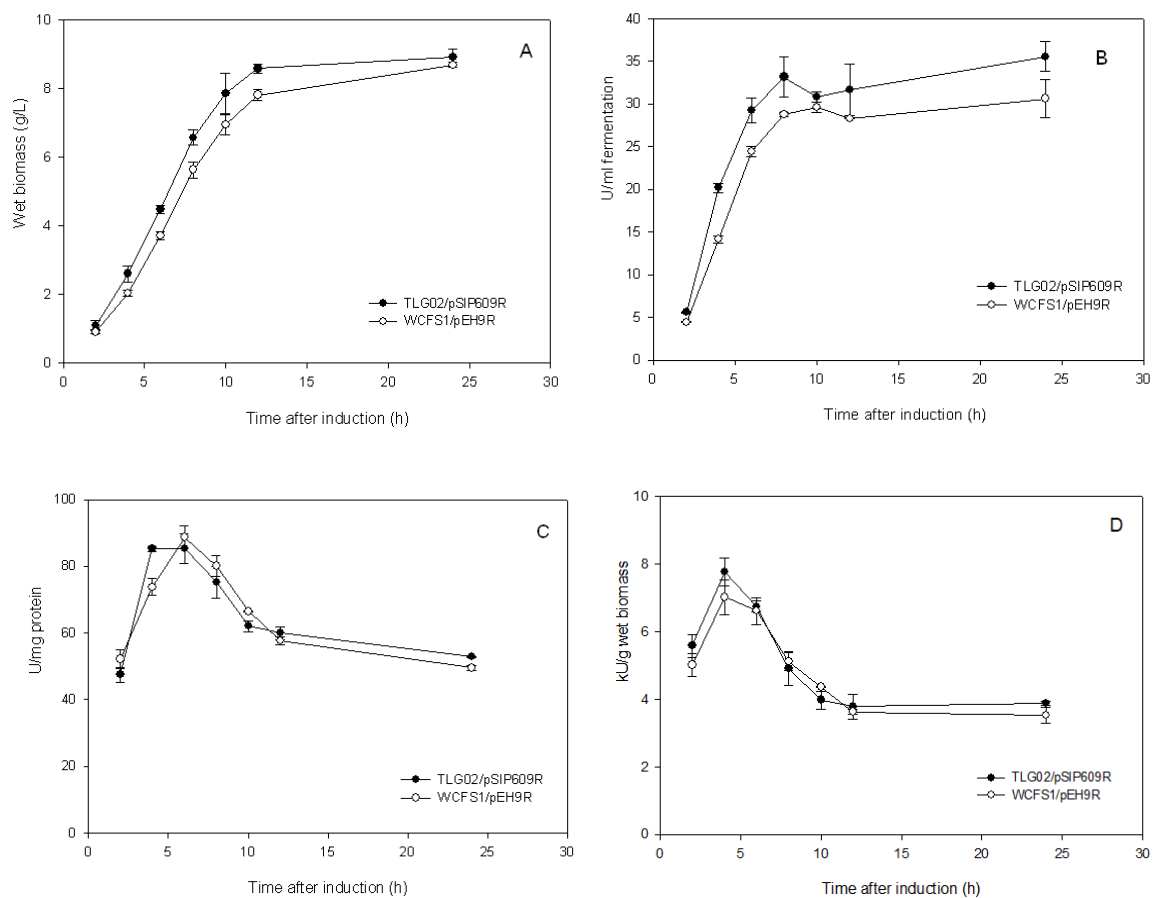 A
Wet biomass (g/L)
10
8
6
4
2
0
TLG02/pSIP609R
WCFS1/pEH9R
0 5 10 15 20 25 30
Time after induction (h)
B
U/ml fermentation
40
35
30
25
20
15
10
5
0
TLG02/pSIP609R
WCFS1/pEH9R
0 5 10 15 20 25 30
Time after induction (h)
C
U/mg protein
100
80
60
40
20
0
TLG02/pSIP609R
WCFS1/pEH9R
0 5 10 15 20 25 30
Time after induction (h)
D
kU/g wet biomass
10
8
6
4
2
0
TLG02/pSIP609R
WCFS1/pEH9R
0 5 10 15 20 25 30
Time after induction (h)